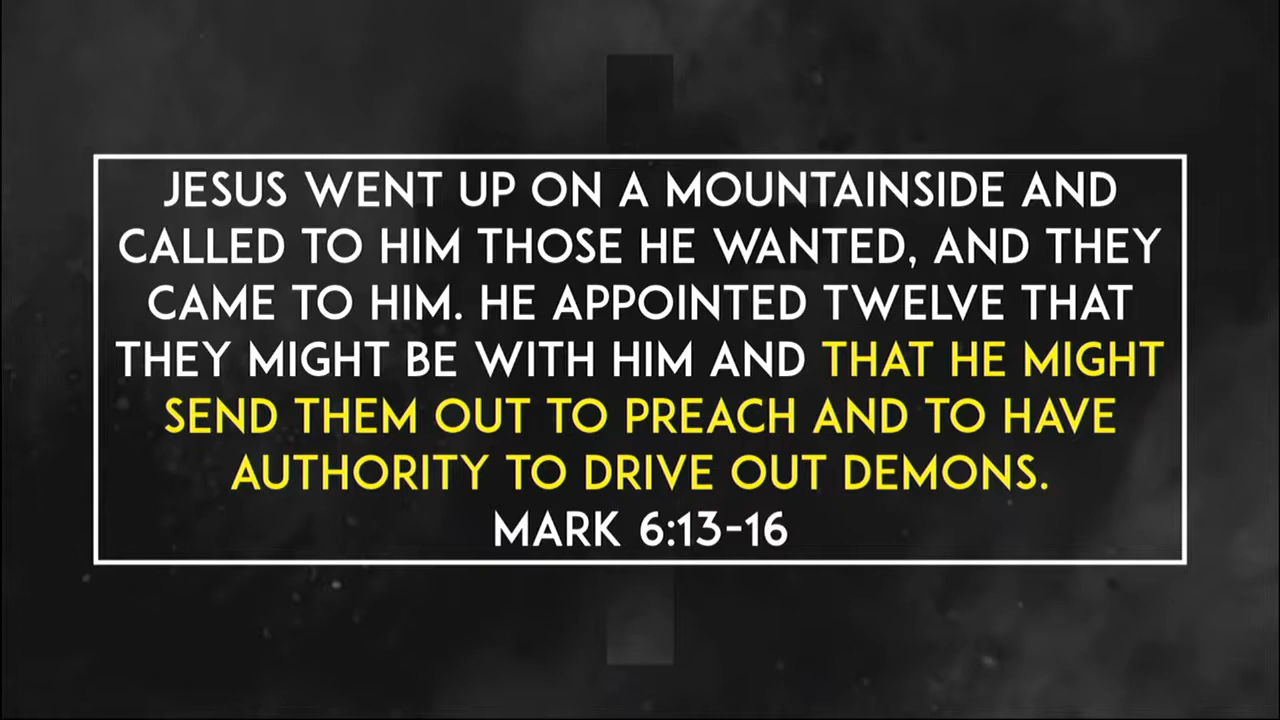 JESUS WENT UP ON A MOUNTAINSIDE AND
CALLED TO HIM THOSE HE WANTED, AND THEY
CAME TO HIM. HE APPOINTED TWELVE THAT
THEY MIGHT BE WITH HIM AND THAT HE MIGHT
SEND THEM OUT TO PREACH AND TO HAVE
AUTHORITY TO DRIVE OUT DEMONS.
MARK 6:13-16